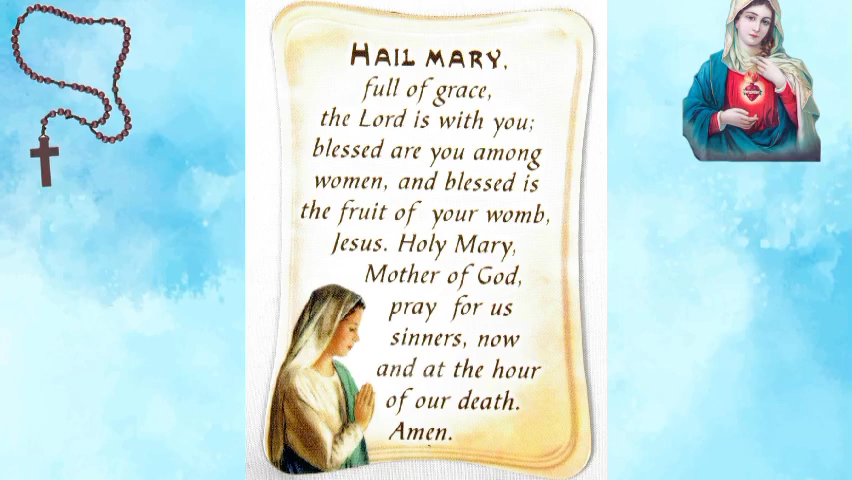 HAIL MARY,
full of grace,
the Lord is with you;
blessed are you among
women, and blessed is
the fruit of your womb,
Jesus. Holy Mary,
Mother of God,
pray for us
sinners, now
and at the hour
of our death.
Amen.